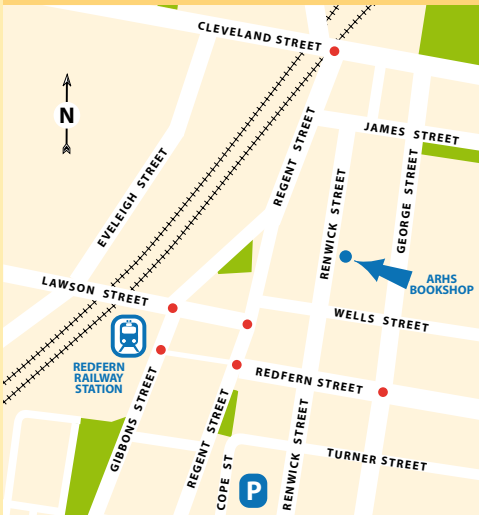 CLEVELAND STREET
N
REGENT STREET
JAMES STREET
EVELEIGH STREET
RENWICK STREET
GEORGE STREET
ARHS
BOOKSHOP
LAWSON STREET
WELLS STREET
REDFERN
RAILWAY
STATION
REDFERN STREET
GIBBONS STREET
REGENT STREET
RENWICK STREET
TURNER STREET
COPE ST
P